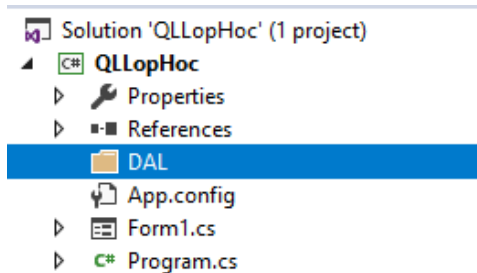 Solution 'QLLopHoc' (1 project)
C# QLLopHoc
Properties
References
DAL
App.config
Form1.cs
C# Program.cs